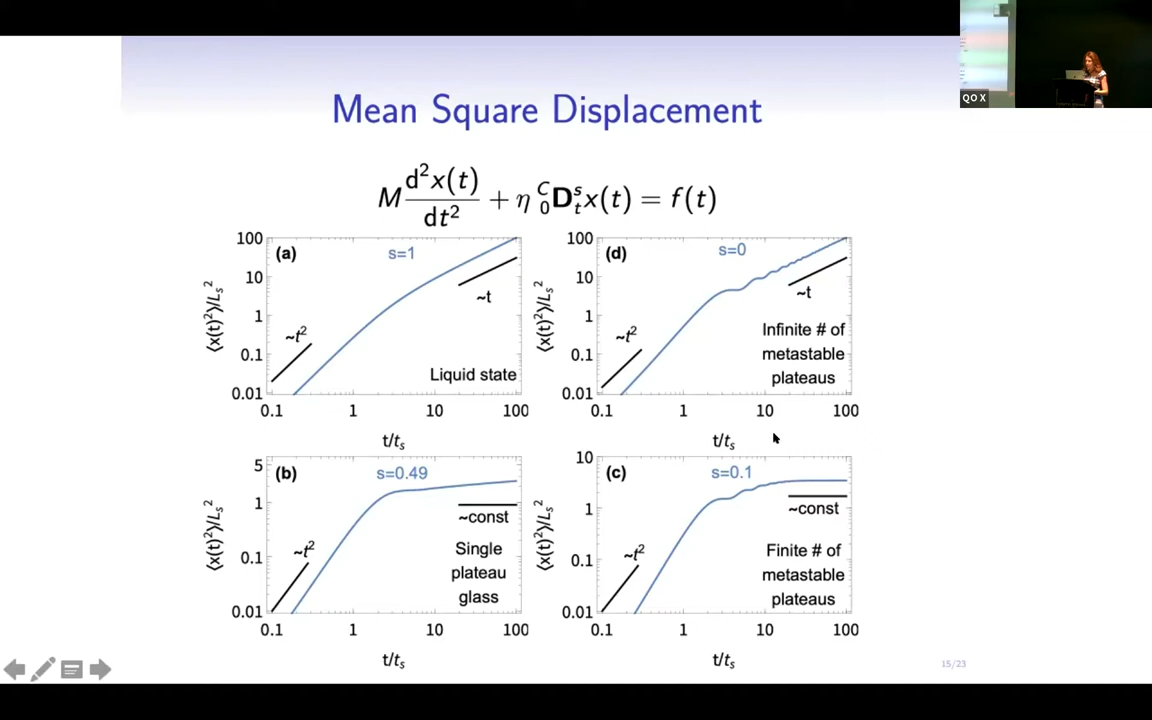 Mean Square Displacement
M d²x(t)/dt² + η ᶜ₀Dˢₜx(t) = f(t)
(a)
s=1
⟨x(t)²⟩/Lₛ²
100
10
1
0.1
0.01
~t²
~t
Liquid state
0.1 1 10 100
t/tₛ
(d)
s=0
⟨x(t)²⟩/Lₛ²
100
10
1
0.1
0.01
~t²
~t
Infinite # of
metastable
plateaus
0.1 1 10 100
t/tₛ
(b)
s=0.49
⟨x(t)²⟩/Lₛ²
5
1
0.1
0.01
~t²
~const
Single
plateau
glass
0.1 1 10 100
t/tₛ
(c)
s=0.1
⟨x(t)²⟩/Lₛ²
10
1
0.1
0.01
~t²
~const
Finite # of
metastable
plateaus
0.1 1 10 100
t/tₛ
15/23
QO X